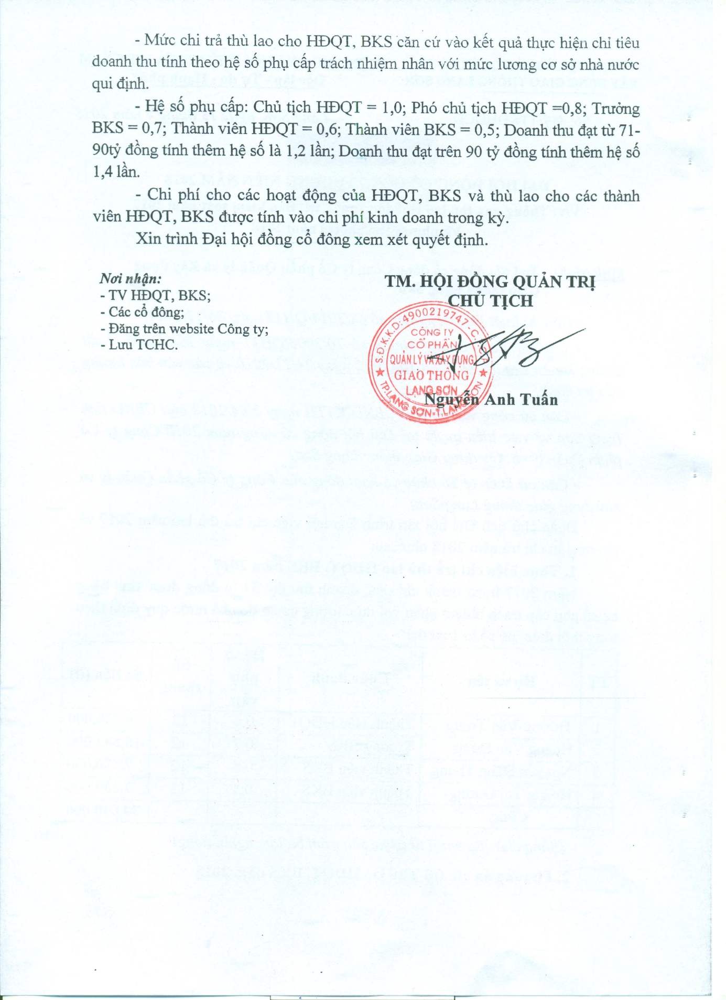 - Mức chi trả thù lao cho HĐQT, BKS căn cứ vào kết quả thực hiện chỉ tiêu
doanh thu tính theo hệ số phụ cấp trách nhiệm nhân với mức lương cơ sở nhà nước
qui định.
- Hệ số phụ cấp: Chủ tịch HĐQT = 1,0; Phó chủ tịch HĐQT =0,8; Trưởng
BKS = 0,7; Thành viên HĐQT = 0,6; Thành viên BKS = 0,5; Doanh thu đạt từ 71-
90tỷ đồng tính thêm hệ số là 1,2 lần; Doanh thu đạt trên 90 tỷ đồng tính thêm hệ số
1,4 lần.
- Chi phí cho các hoạt động của HĐQT, BKS và thù lao cho các thành
viên HĐQT, BKS được tính vào chi phí kinh doanh trong kỳ.
Xin trình Đại hội đồng cổ đông xem xét quyết định.
Nơi nhận:
- TV HĐQT, BKS;
- Các cổ đông;
- Đăng trên website Công ty;
- Lưu TCHC.
TM. HỘI ĐỒNG QUẢN TRỊ
CHỦ TỊCH
S.Đ.K.K.D:4900219747-C.
CÔNG TY
CỔ PHẦN
QUẢN LÝ VÀ XÂY DỰNG
GIAO THÔNG
LẠNG SƠN
TP.LẠNG SƠN-T.LẠNG SƠN
Nguyễn Anh Tuấn